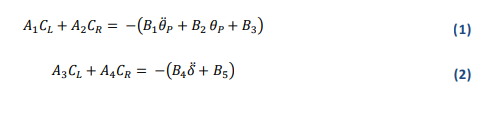 A₁C_L + A₂C_R = −(B₁θ̈_P + B₂ θ_P + B₃) (1)
A₃C_L + A₄C_R = −(B₄δ̈ + B₅) (2)